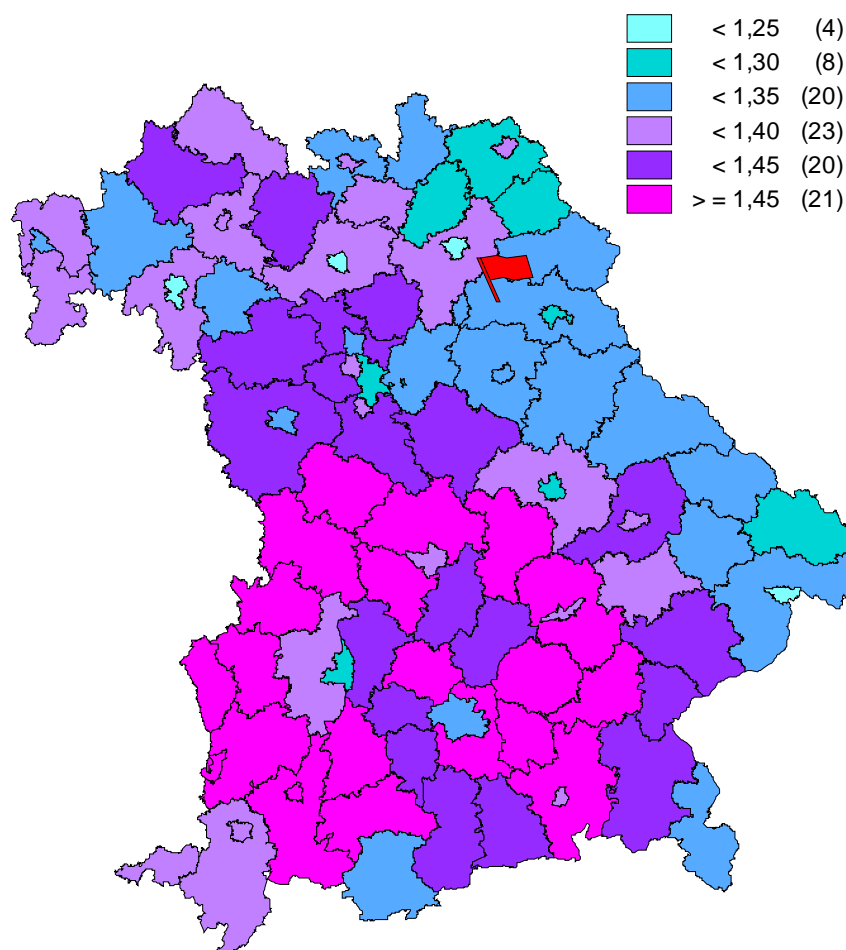 < 1,25 (4)
< 1,30 (8)
< 1,35 (20)
< 1,40 (23)
< 1,45 (20)
> = 1,45 (21)